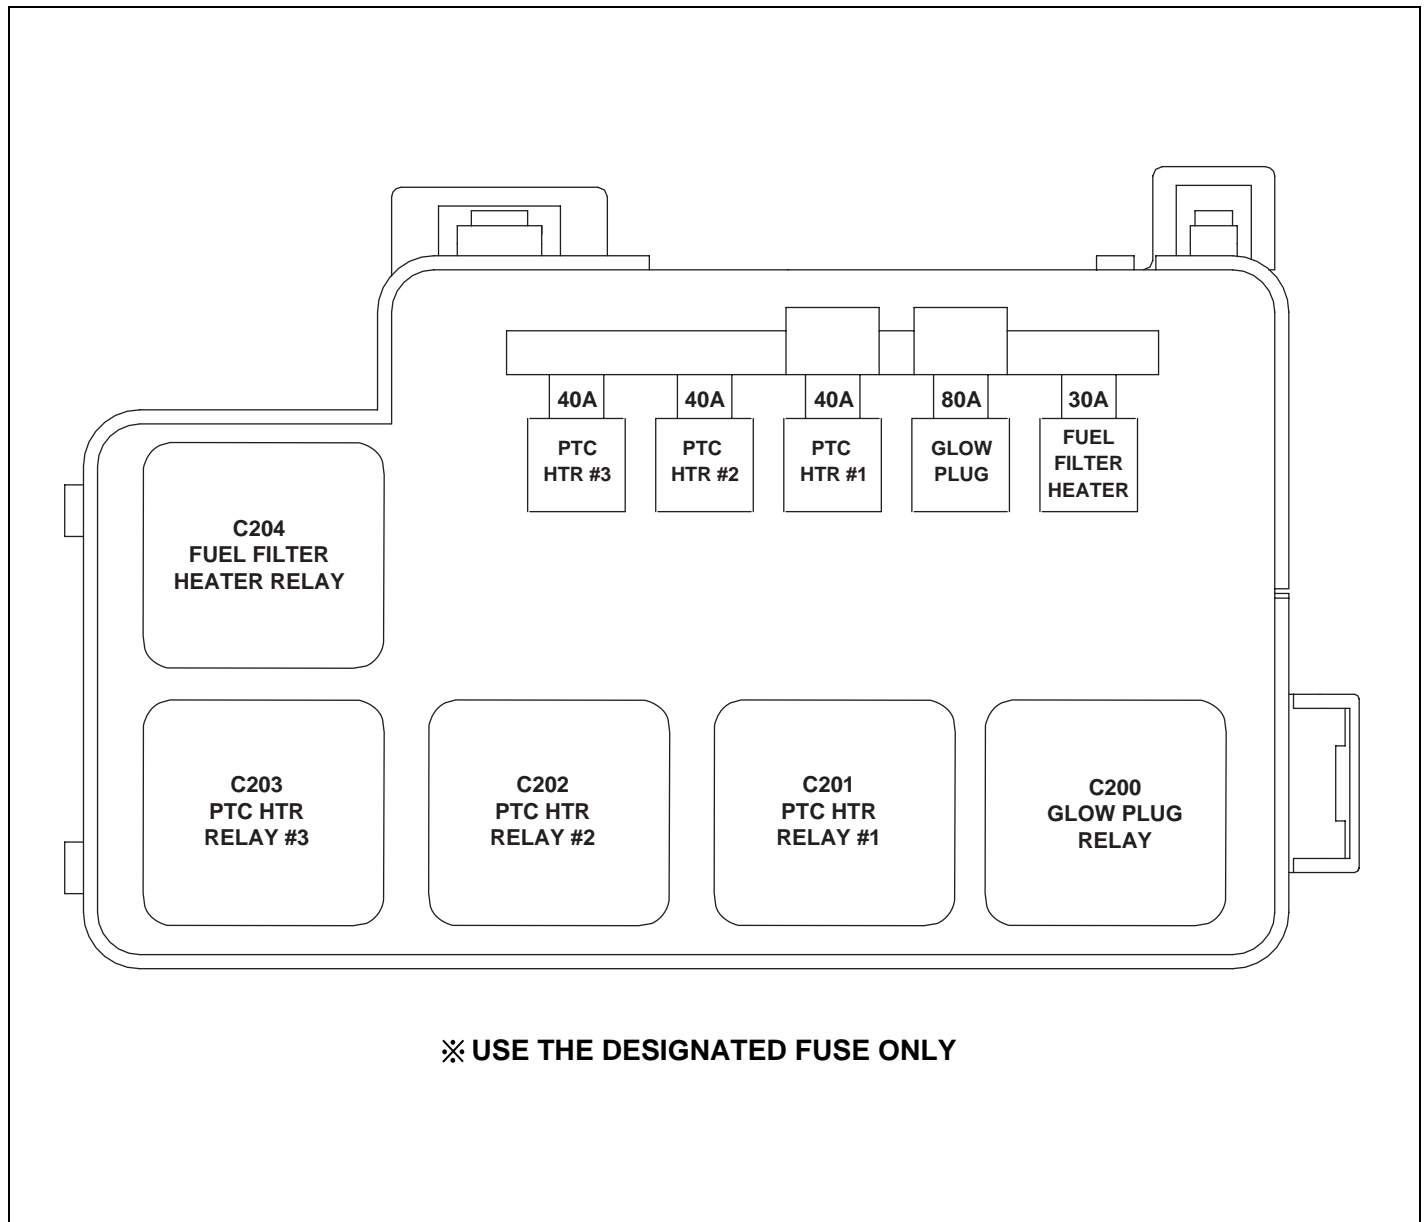 40A
40A
40A
80A
30A
PTC
HTR #3
PTC
HTR #2
PTC
HTR #1
GLOW
PLUG
FUEL
FILTER
HEATER
C204
FUEL FILTER
HEATER RELAY
C203
PTC HTR
RELAY #3
C202
PTC HTR
RELAY #2
C201
PTC HTR
RELAY #1
C200
GLOW PLUG
RELAY
※ USE THE DESIGNATED FUSE ONLY